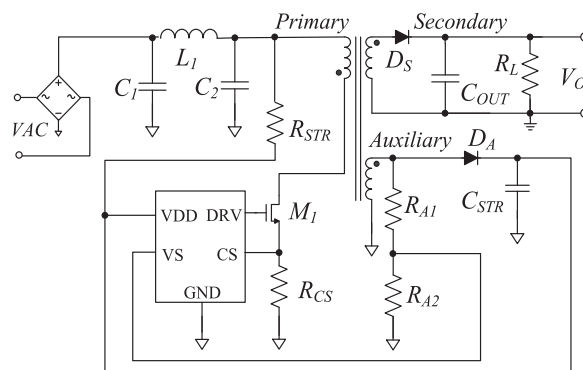 Primary
Secondary
L1
DS
RL
VO
C1
C2
COUT
VAC
+
~
~
−
RSTR
Auxiliary
DA
M1
RA1
CSTR
VDD
DRV
VS
CS
GND
RCS
RA2